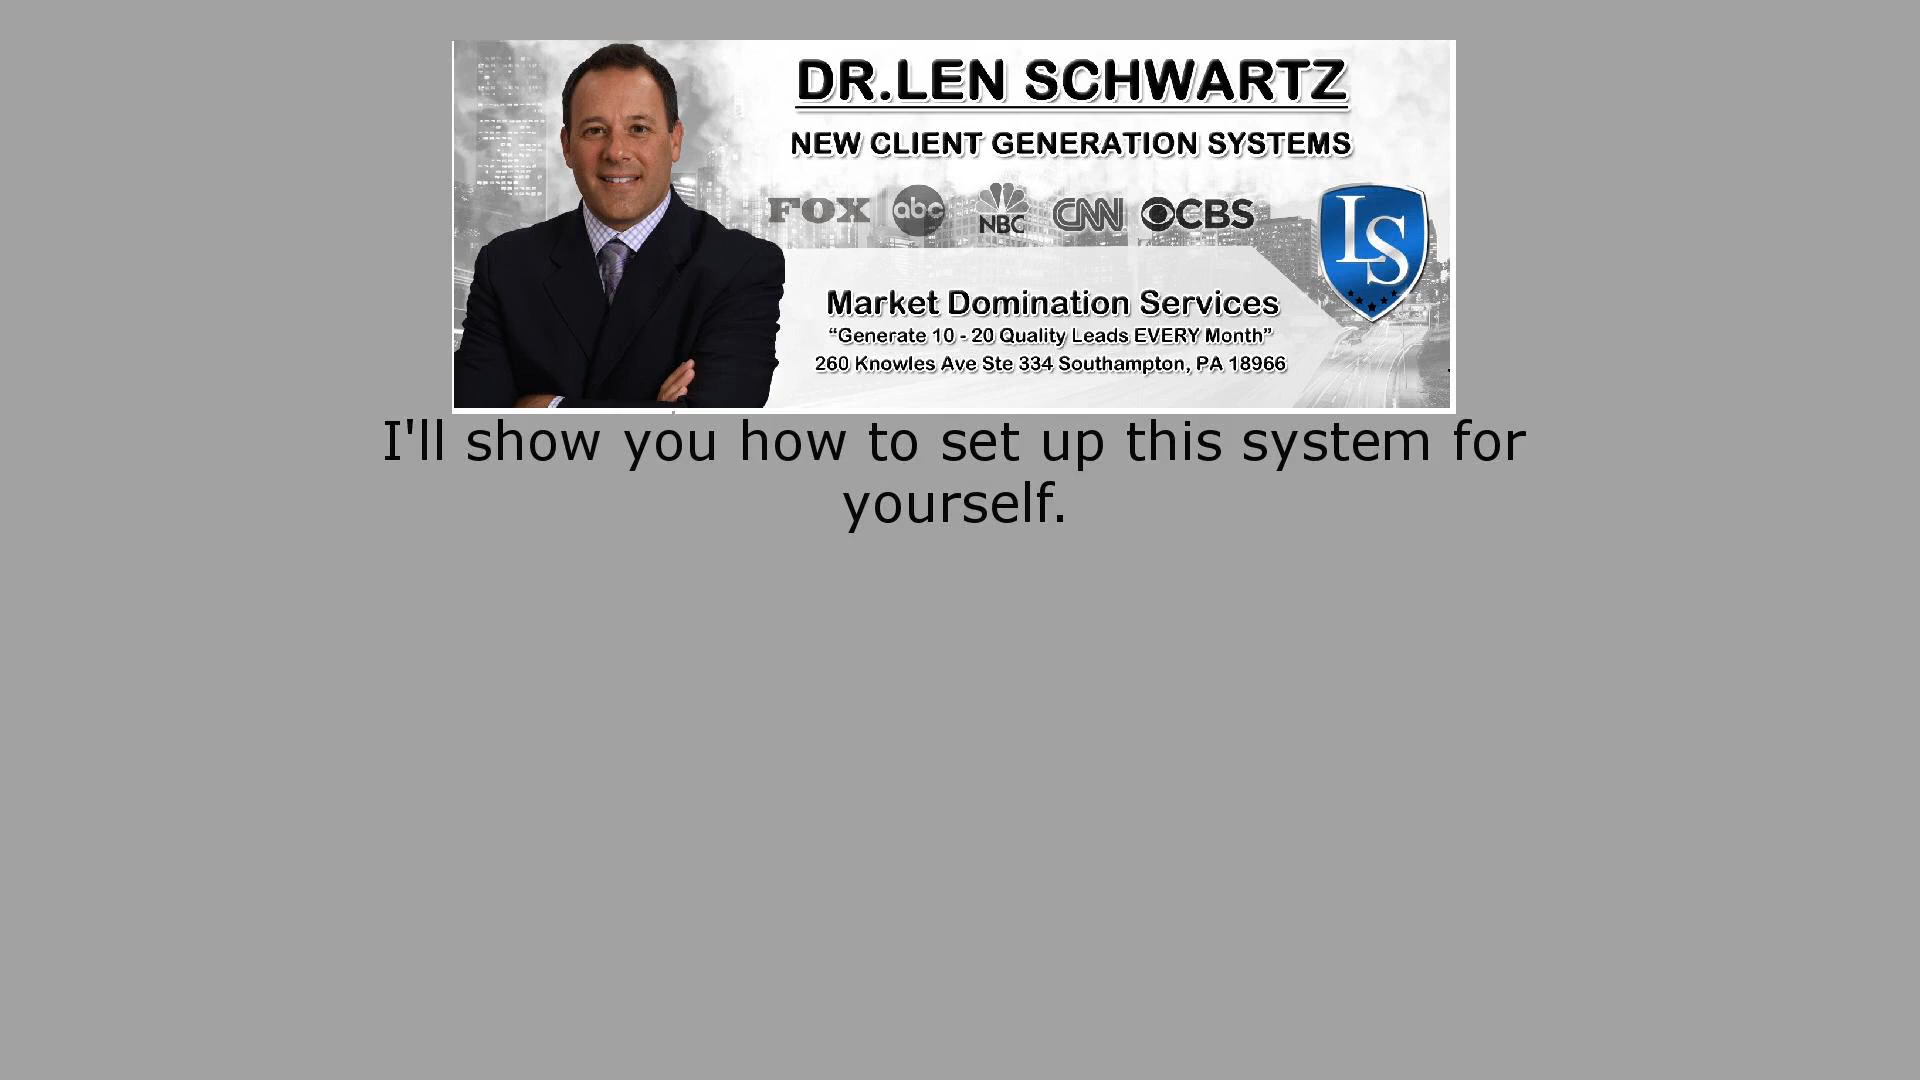 DR.LEN SCHWARTZ
NEW CLIENT GENERATION SYSTEMS
FOX abc NBC CNN CBS
LS
Market Domination Services
“Generate 10 - 20 Quality Leads EVERY Month”
260 Knowles Ave Ste 334 Southampton, PA 18966
I'll show you how to set up this system for
yourself.